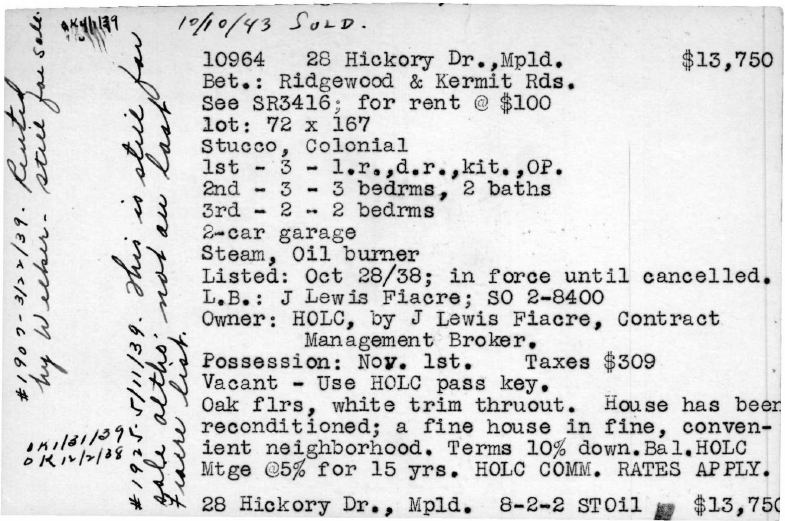 OK4/1/39
10/10/43 SOLD.
10964 28 Hickory Dr.,Mpld. $13,750
Bet.: Ridgewood & Kermit Rds.
See SR3416; for rent @ $100
lot: 72 x 167
Stucco, Colonial
1st - 3 - l.r.,d.r.,kit.,OP.
2nd - 3 - 3 bedrms, 2 baths
3rd - 2 - 2 bedrms
2-car garage
Steam, Oil burner
Listed: Oct 28/38; in force until cancelled.
L.B.: J Lewis Fiacre; SO 2-8400
Owner: HOLC, by J Lewis Fiacre, Contract
Management Broker.
Possession: Nov. 1st. Taxes $309
Vacant - Use HOLC pass key.
Oak flrs, white trim thruout. House has been
reconditioned; a fine house in fine, conven-
ient neighborhood. Terms 10% down.Bal.HOLC
Mtge @5% for 15 yrs. HOLC COMM. RATES APPLY.
28 Hickory Dr., Mpld. 8-2-2 STOil $13,750
#1907-3/22/39. Rented
by - still for sale.
#1925-5/11/39. This is still for
sale altho: not on last
Fiacre list.
OK1/31/39
OK12/2/38